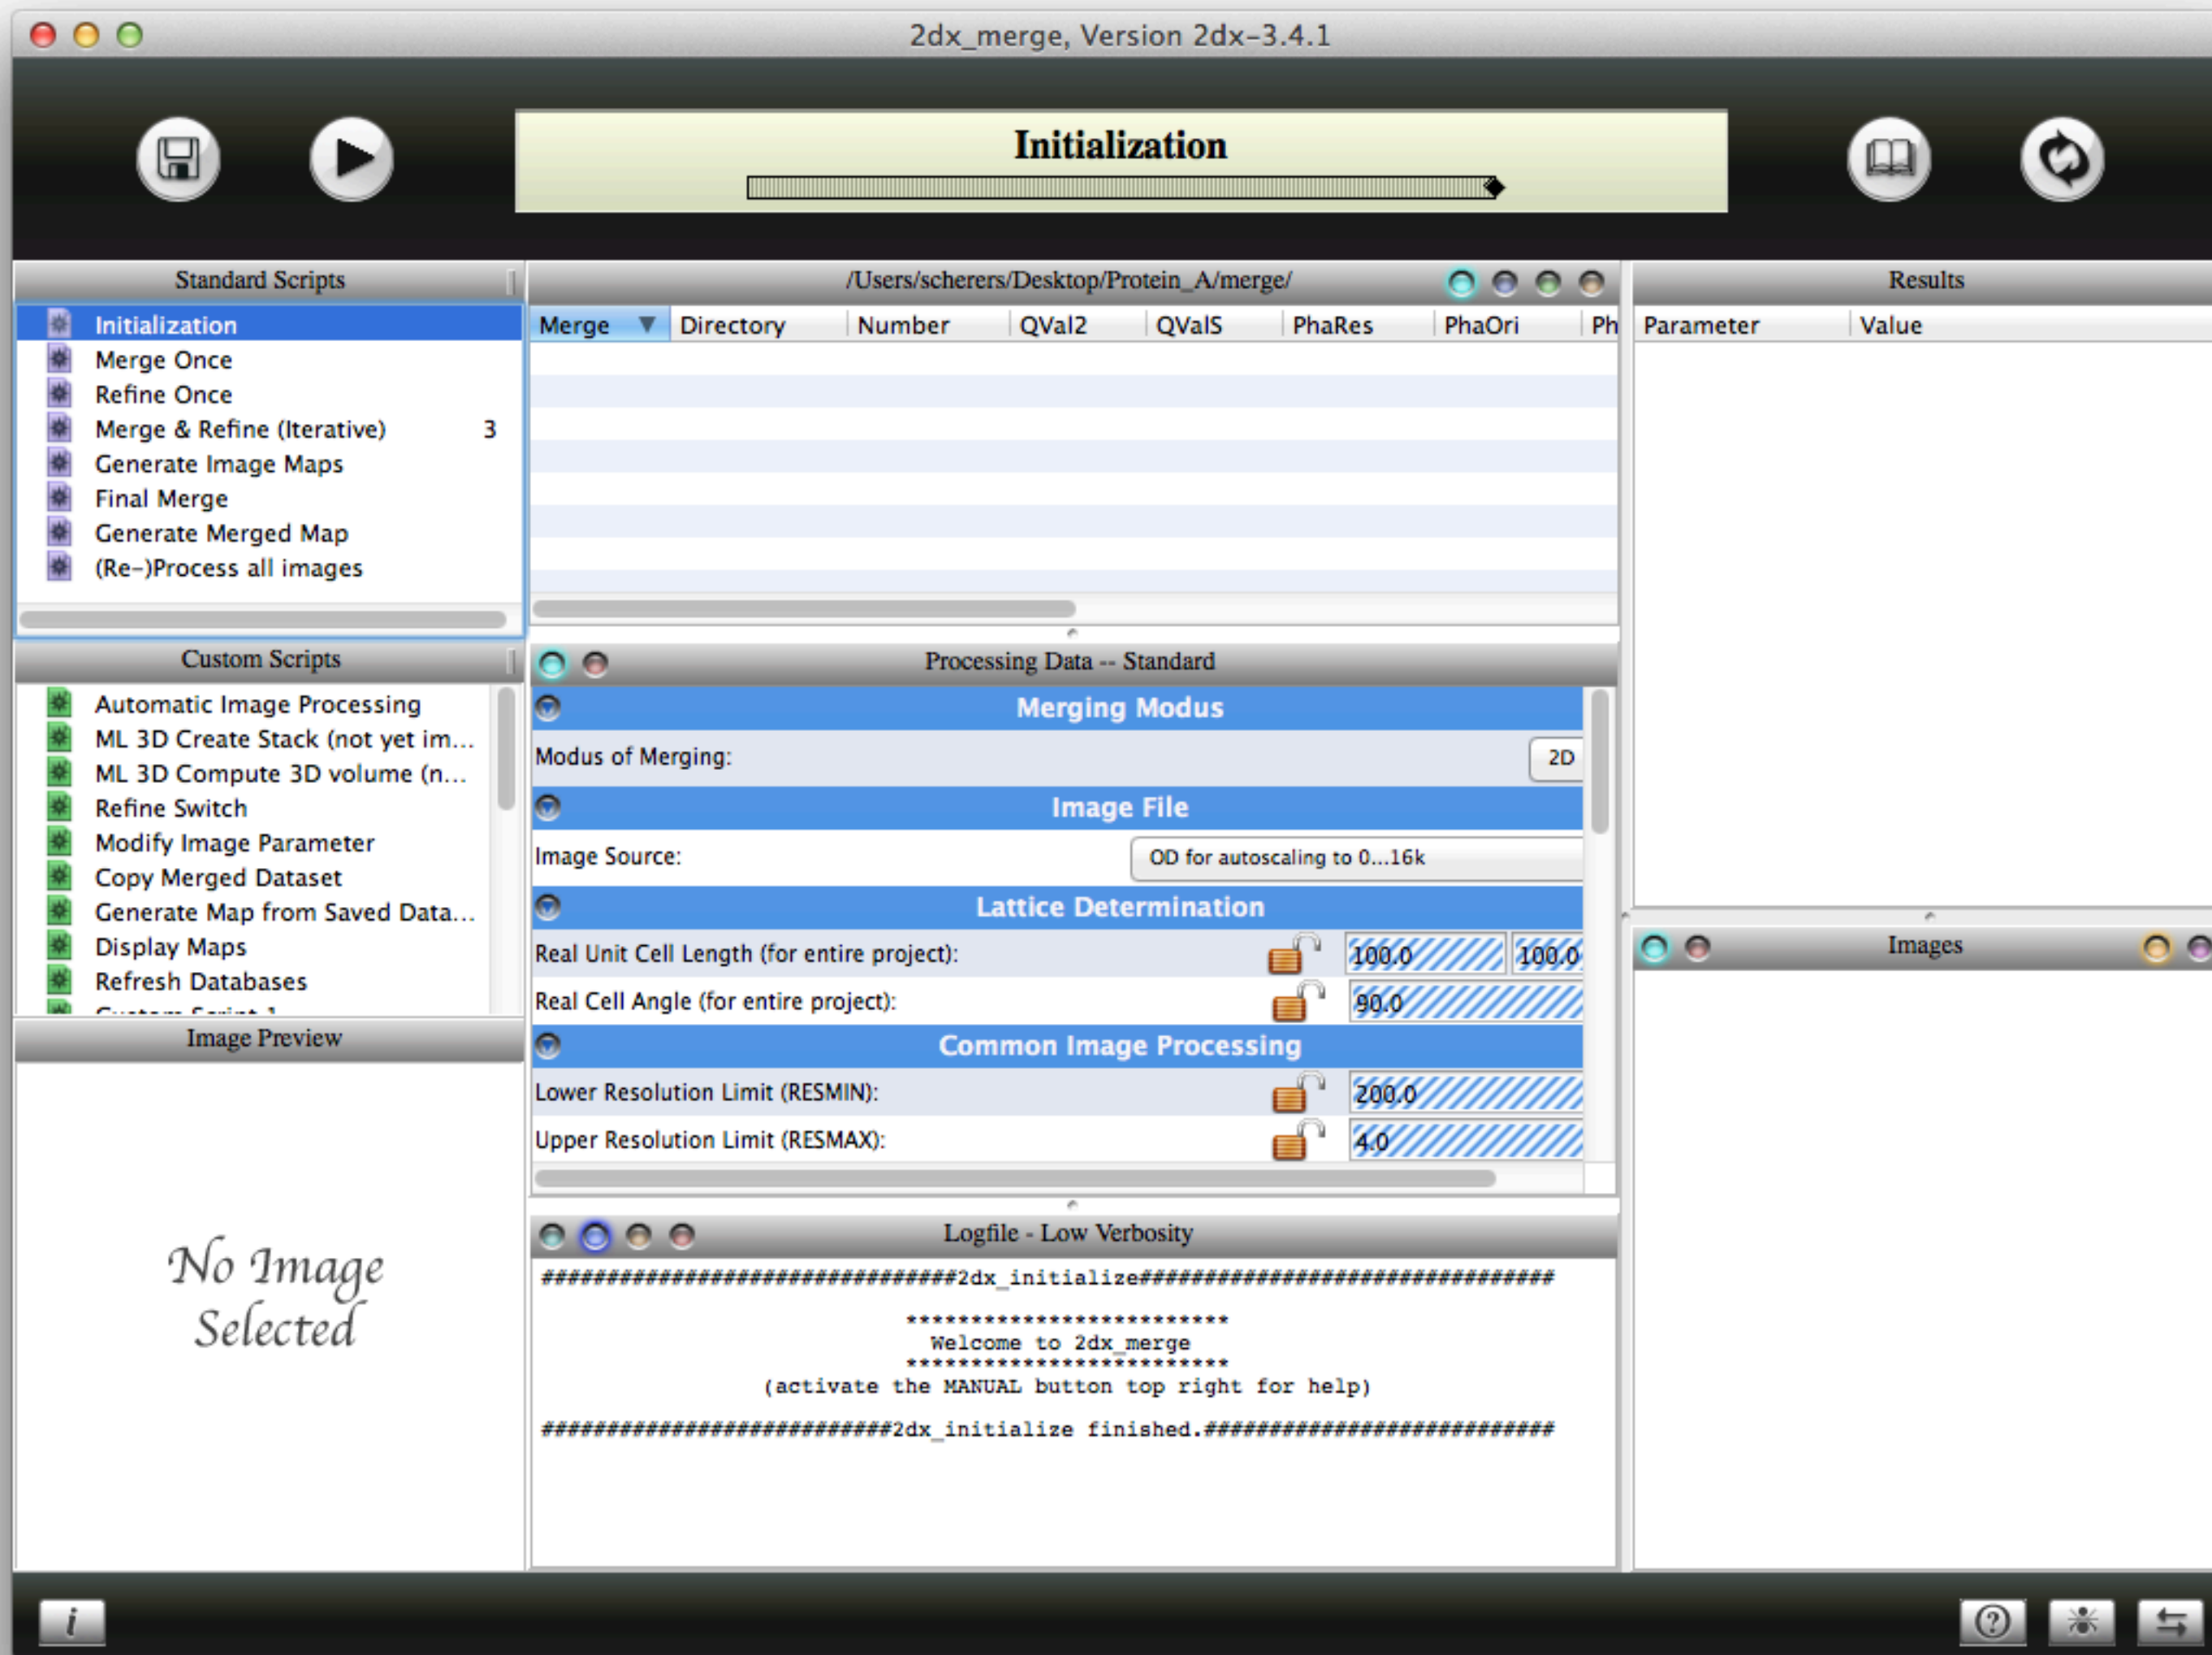 2dx_merge, Version 2dx-3.4.1
Initialization
Standard Scripts
Initialization
Merge Once
Refine Once
Merge & Refine (Iterative) 3
Generate Image Maps
Final Merge
Generate Merged Map
(Re-)Process all images
Custom Scripts
Automatic Image Processing
ML 3D Create Stack (not yet im...
ML 3D Compute 3D volume (n...
Refine Switch
Modify Image Parameter
Copy Merged Dataset
Generate Map from Saved Data...
Display Maps
Refresh Databases
Custom Script 1
Image Preview
No Image
Selected
/Users/scherers/Desktop/Protein_A/merge/
Merge Directory Number QVal2 QValS PhaRes PhaOri Ph
Processing Data -- Standard
Merging Modus
Modus of Merging: 2D
Image File
Image Source: OD for autoscaling to 0...16k
Lattice Determination
Real Unit Cell Length (for entire project): 100.0 100.0
Real Cell Angle (for entire project): 90.0
Common Image Processing
Lower Resolution Limit (RESMIN): 200.0
Upper Resolution Limit (RESMAX): 4.0
Logfile - Low Verbosity
################################2dx_initialize################################
*************************
Welcome to 2dx_merge
*************************
(activate the MANUAL button top right for help)
###########################2dx_initialize finished.###########################
Results
Parameter Value
Images